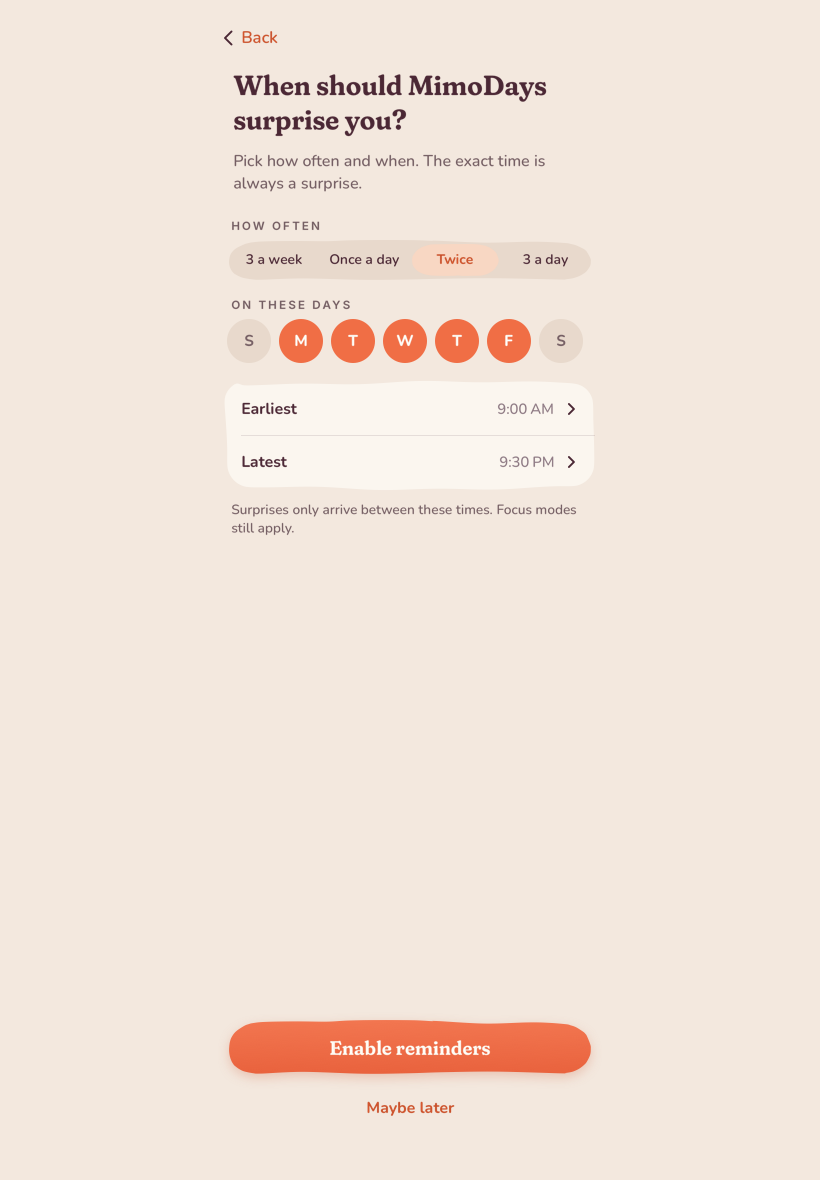 Back
When should MimoDays
surprise you?
Pick how often and when. The exact time is
always a surprise.
HOW OFTEN
3 a week Once a day Twice 3 a day
ON THESE DAYS
S M T W T F S
Earliest 9:00 AM
Latest 9:30 PM
Surprises only arrive between these times. Focus modes
still apply.
Enable reminders
Maybe later